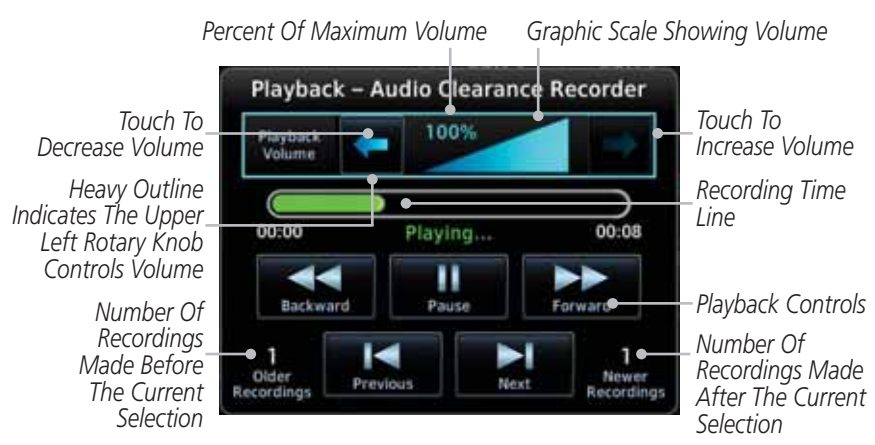 Percent Of Maximum Volume
Graphic Scale Showing Volume
Playback – Audio Clearance Recorder
Touch To
Decrease Volume
Playback
Volume
100%
Touch To
Increase Volume
Heavy Outline
Indicates The Upper
Left Rotary Knob
Controls Volume
Recording Time
Line
00:00
Playing...
00:08
Backward
Pause
Forward
Playback Controls
Number Of
Recordings
Made Before
The Current
Selection
1
Older
Recordings
Previous
Next
1
Newer
Recordings
Number Of
Recordings Made
After The Current
Selection